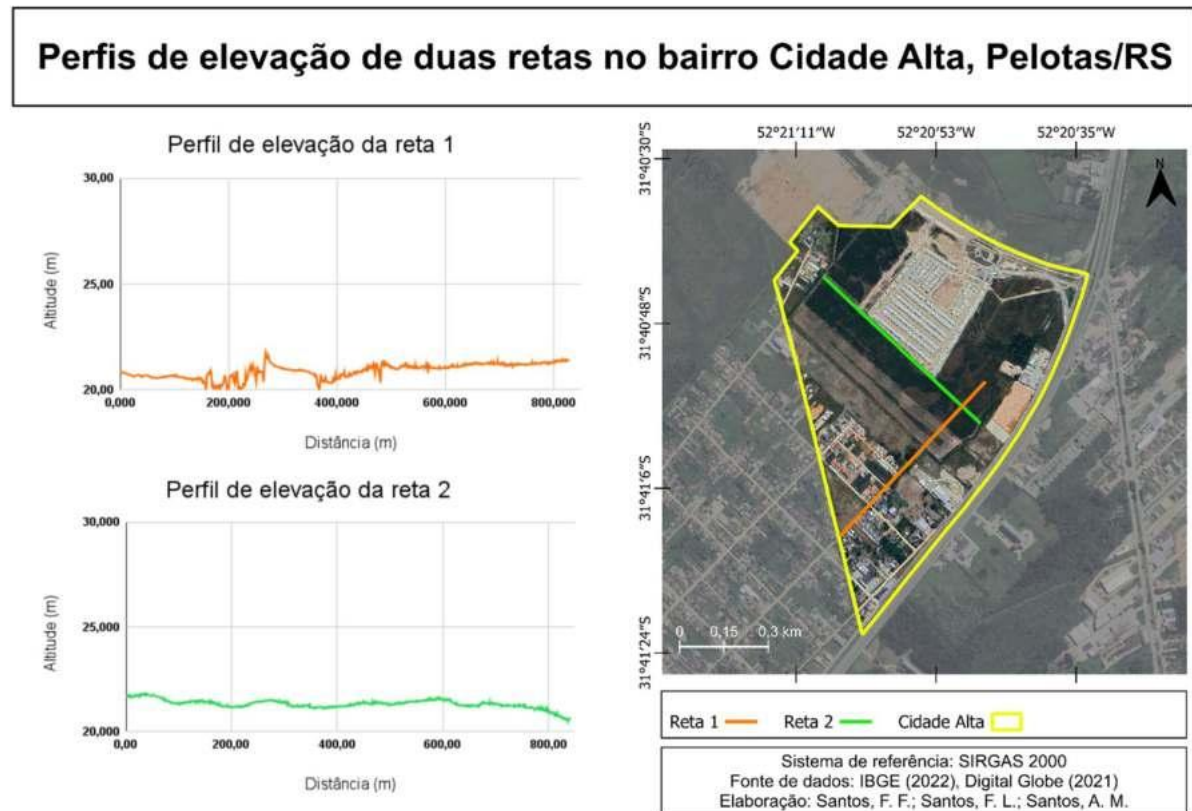 Perfis de elevação de duas retas no bairro Cidade Alta, Pelotas/RS
Perfil de elevação da reta 1
30,00
25,00
20,00
Altitude (m)
0,000 200,000 400,000 600,000 800,000
Distância (m)
Perfil de elevação da reta 2
30,000
25,000
20,000
Altitude (m)
0,00 200,00 400,00 600,00 800,00
Distância (m)
52°21′11″W 52°20′53″W 52°20′35″W
31°40′30″S
31°40′48″S
31°41′6″S
31°41′24″S
N
0 0,15 0,3 km
Reta 1 Reta 2 Cidade Alta
Sistema de referência: SIRGAS 2000
Fonte de dados: IBGE (2022), Digital Globe (2021)
Elaboração: Santos, F. F.; Santos, F. L.; Santos, A. M.